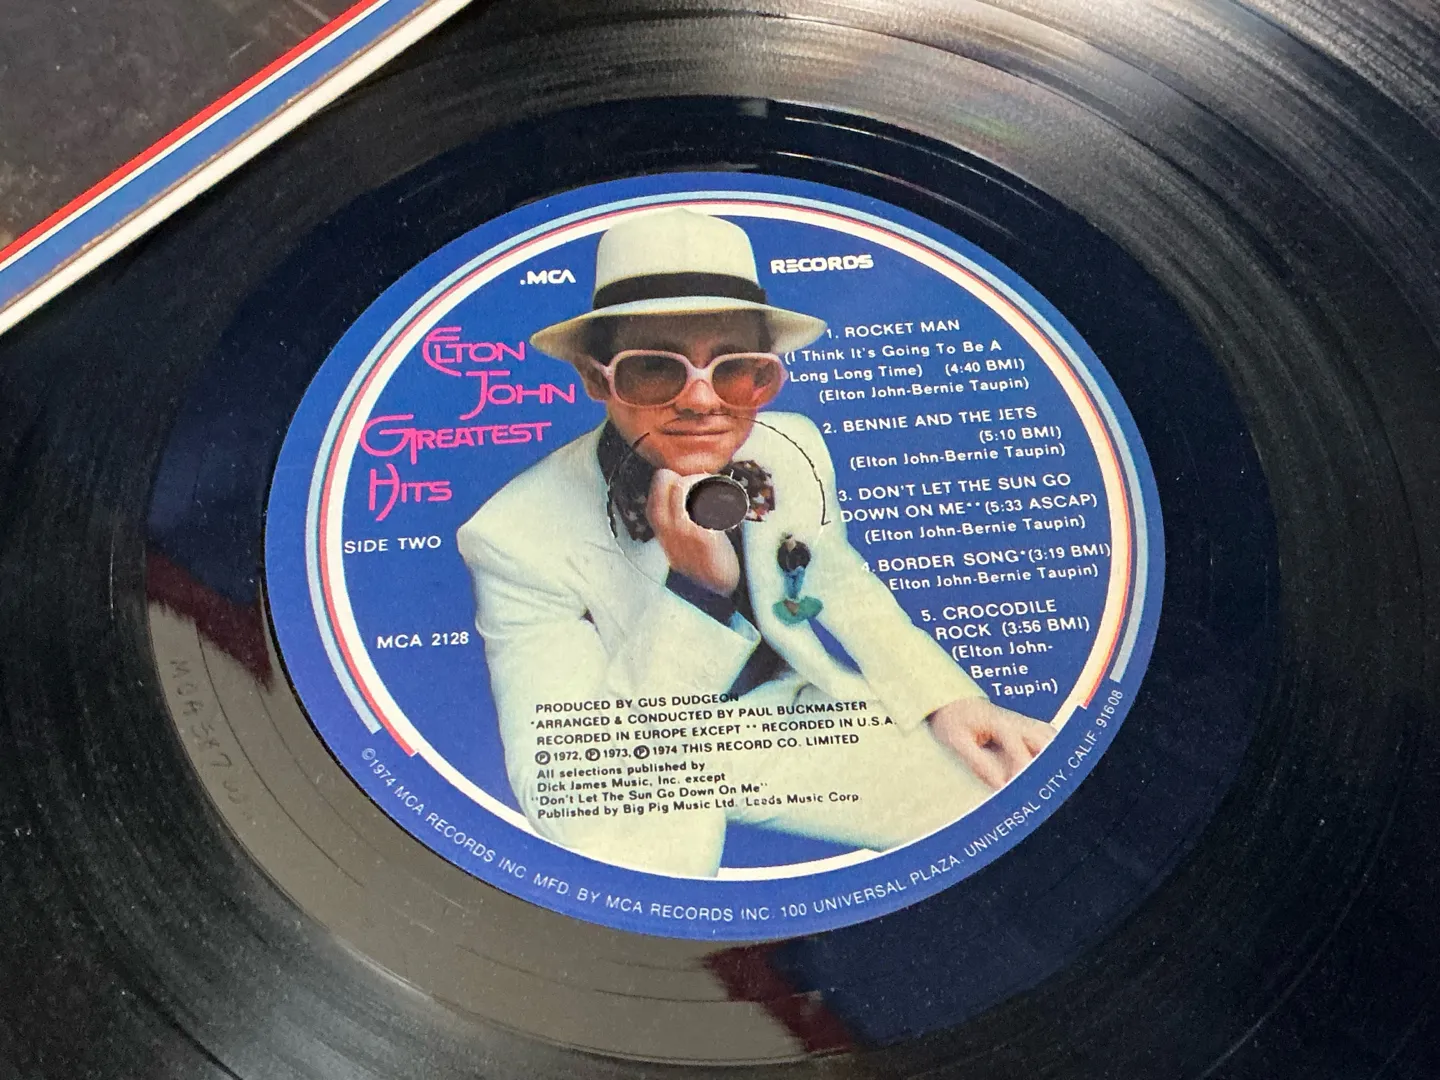 .MCA RECORDS
ELTON
JOHN
GREATEST
HITS
SIDE TWO
MCA 2128
1. ROCKET MAN
(I Think It's Going To Be A
Long Long Time) (4:40 BMI)
(Elton John-Bernie Taupin)
2. BENNIE AND THE JETS
(5:10 BMI)
(Elton John-Bernie Taupin)
3. DON'T LET THE SUN GO
DOWN ON ME** (5:33 ASCAP)
(Elton John-Bernie Taupin)
4. BORDER SONG* (3:19 BMI)
Elton John-Bernie Taupin)
5. CROCODILE
ROCK (3:56 BMI)
(Elton John-
Bernie
Taupin)
PRODUCED BY GUS DUDGEON
*ARRANGED & CONDUCTED BY PAUL BUCKMASTER
RECORDED IN EUROPE EXCEPT ** RECORDED IN U.S.A.
Ⓟ 1972, Ⓟ 1973, Ⓟ 1974 THIS RECORD CO. LIMITED
All selections published by
Dick James Music, Inc. except
"Don't Let The Sun Go Down On Me"
Published by Big Pig Music Ltd. Leeds Music Corp.
©1974 MCA RECORDS INC. MFD. BY MCA RECORDS INC. 100 UNIVERSAL PLAZA. UNIVERSAL CITY. CALIF. 91608